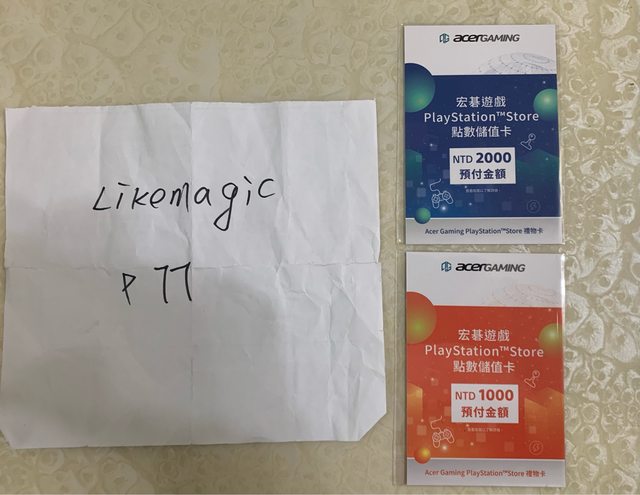 Likemagic
P 77
acerGAMING
宏碁遊戲
PlayStation™Store
點數儲值卡
NTD 2000
預付金額
Acer Gaming PlayStation™Store 禮物卡
acerGAMING
宏碁遊戲
PlayStation™Store
點數儲值卡
NTD 1000
預付金額
Acer Gaming PlayStation™Store 禮物卡